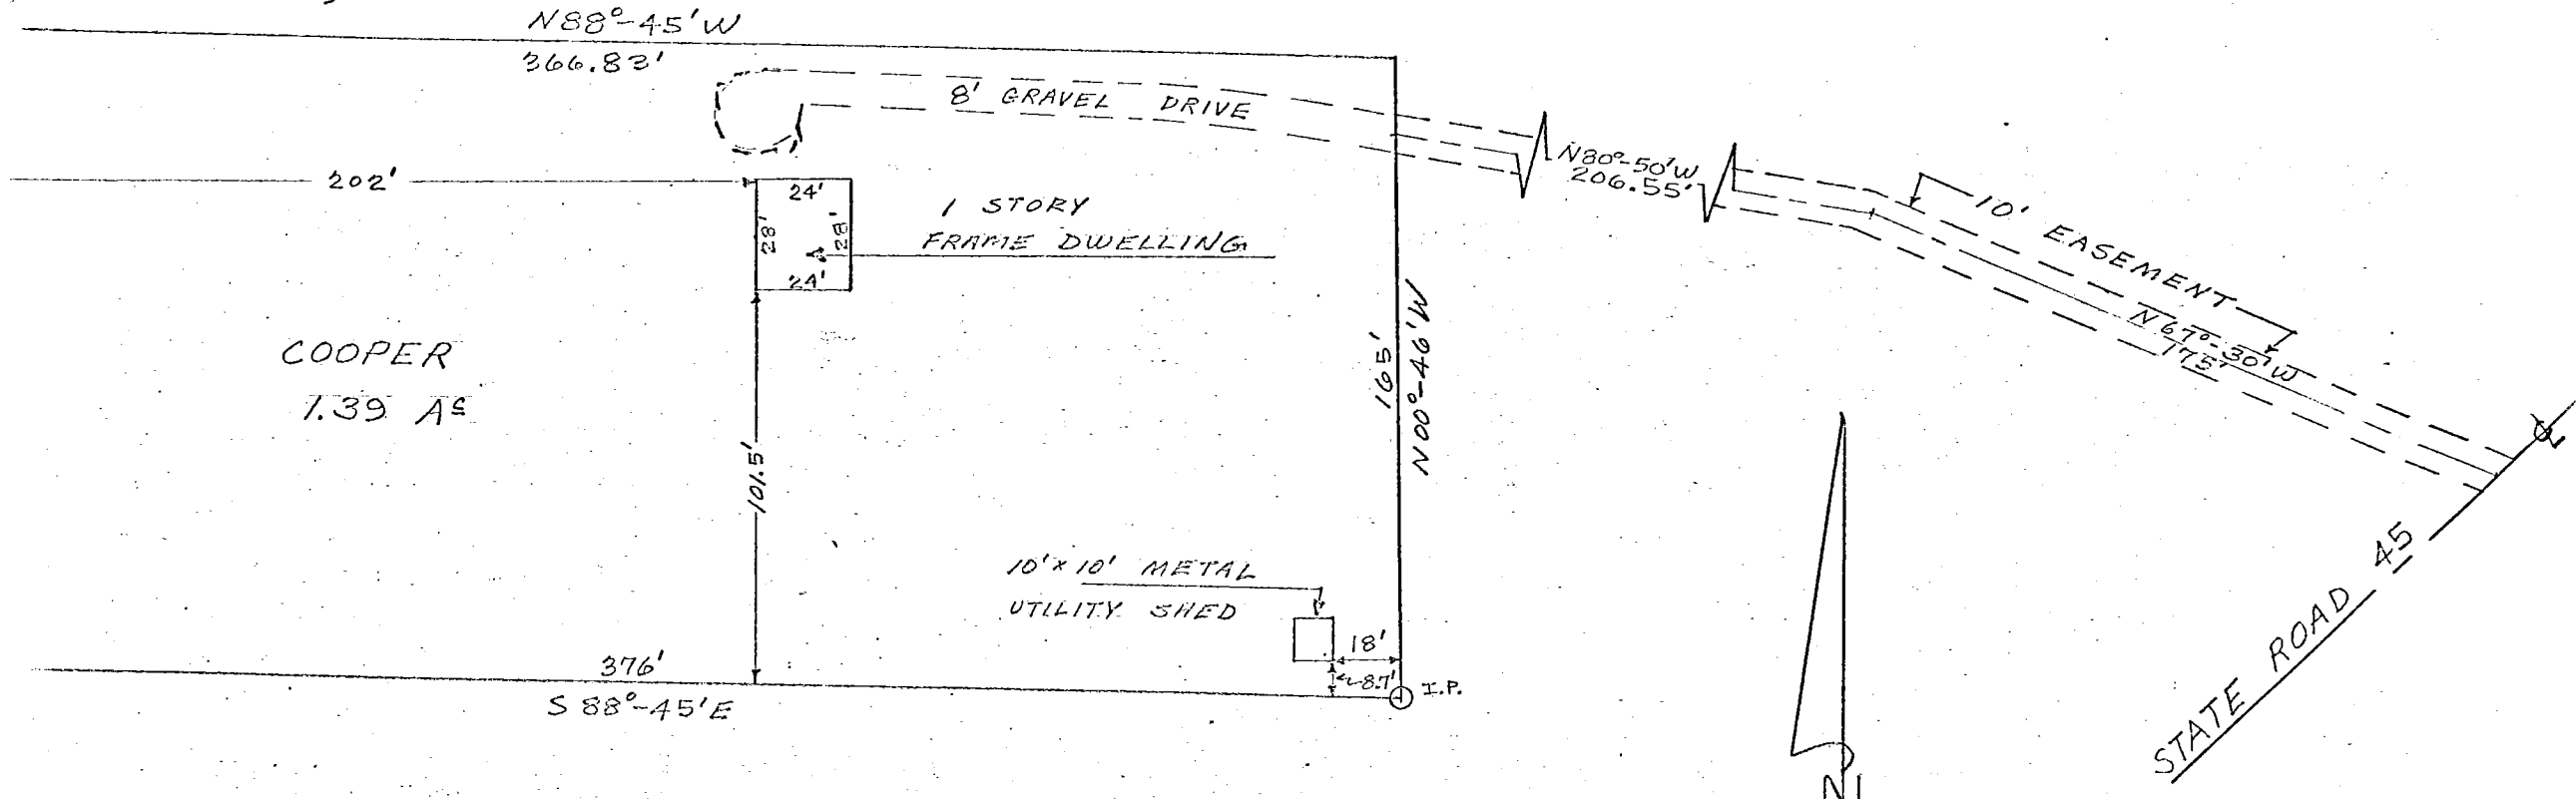 N88°-45'W
366.83'
8' GRAVEL DRIVE
N80°-50'W
206.55'
202'
24'
28'
28'
24'
1 STORY
FRAME DWELLING
10' EASEMENT
N67°-30'W
175'
COOPER
1.39 Ac
165'
N00°-46'W
101.5'
10'x10' METAL
UTILITY SHED
18'
8.7'
I.P.
376'
S88°-45'E
STATE ROAD 45
N